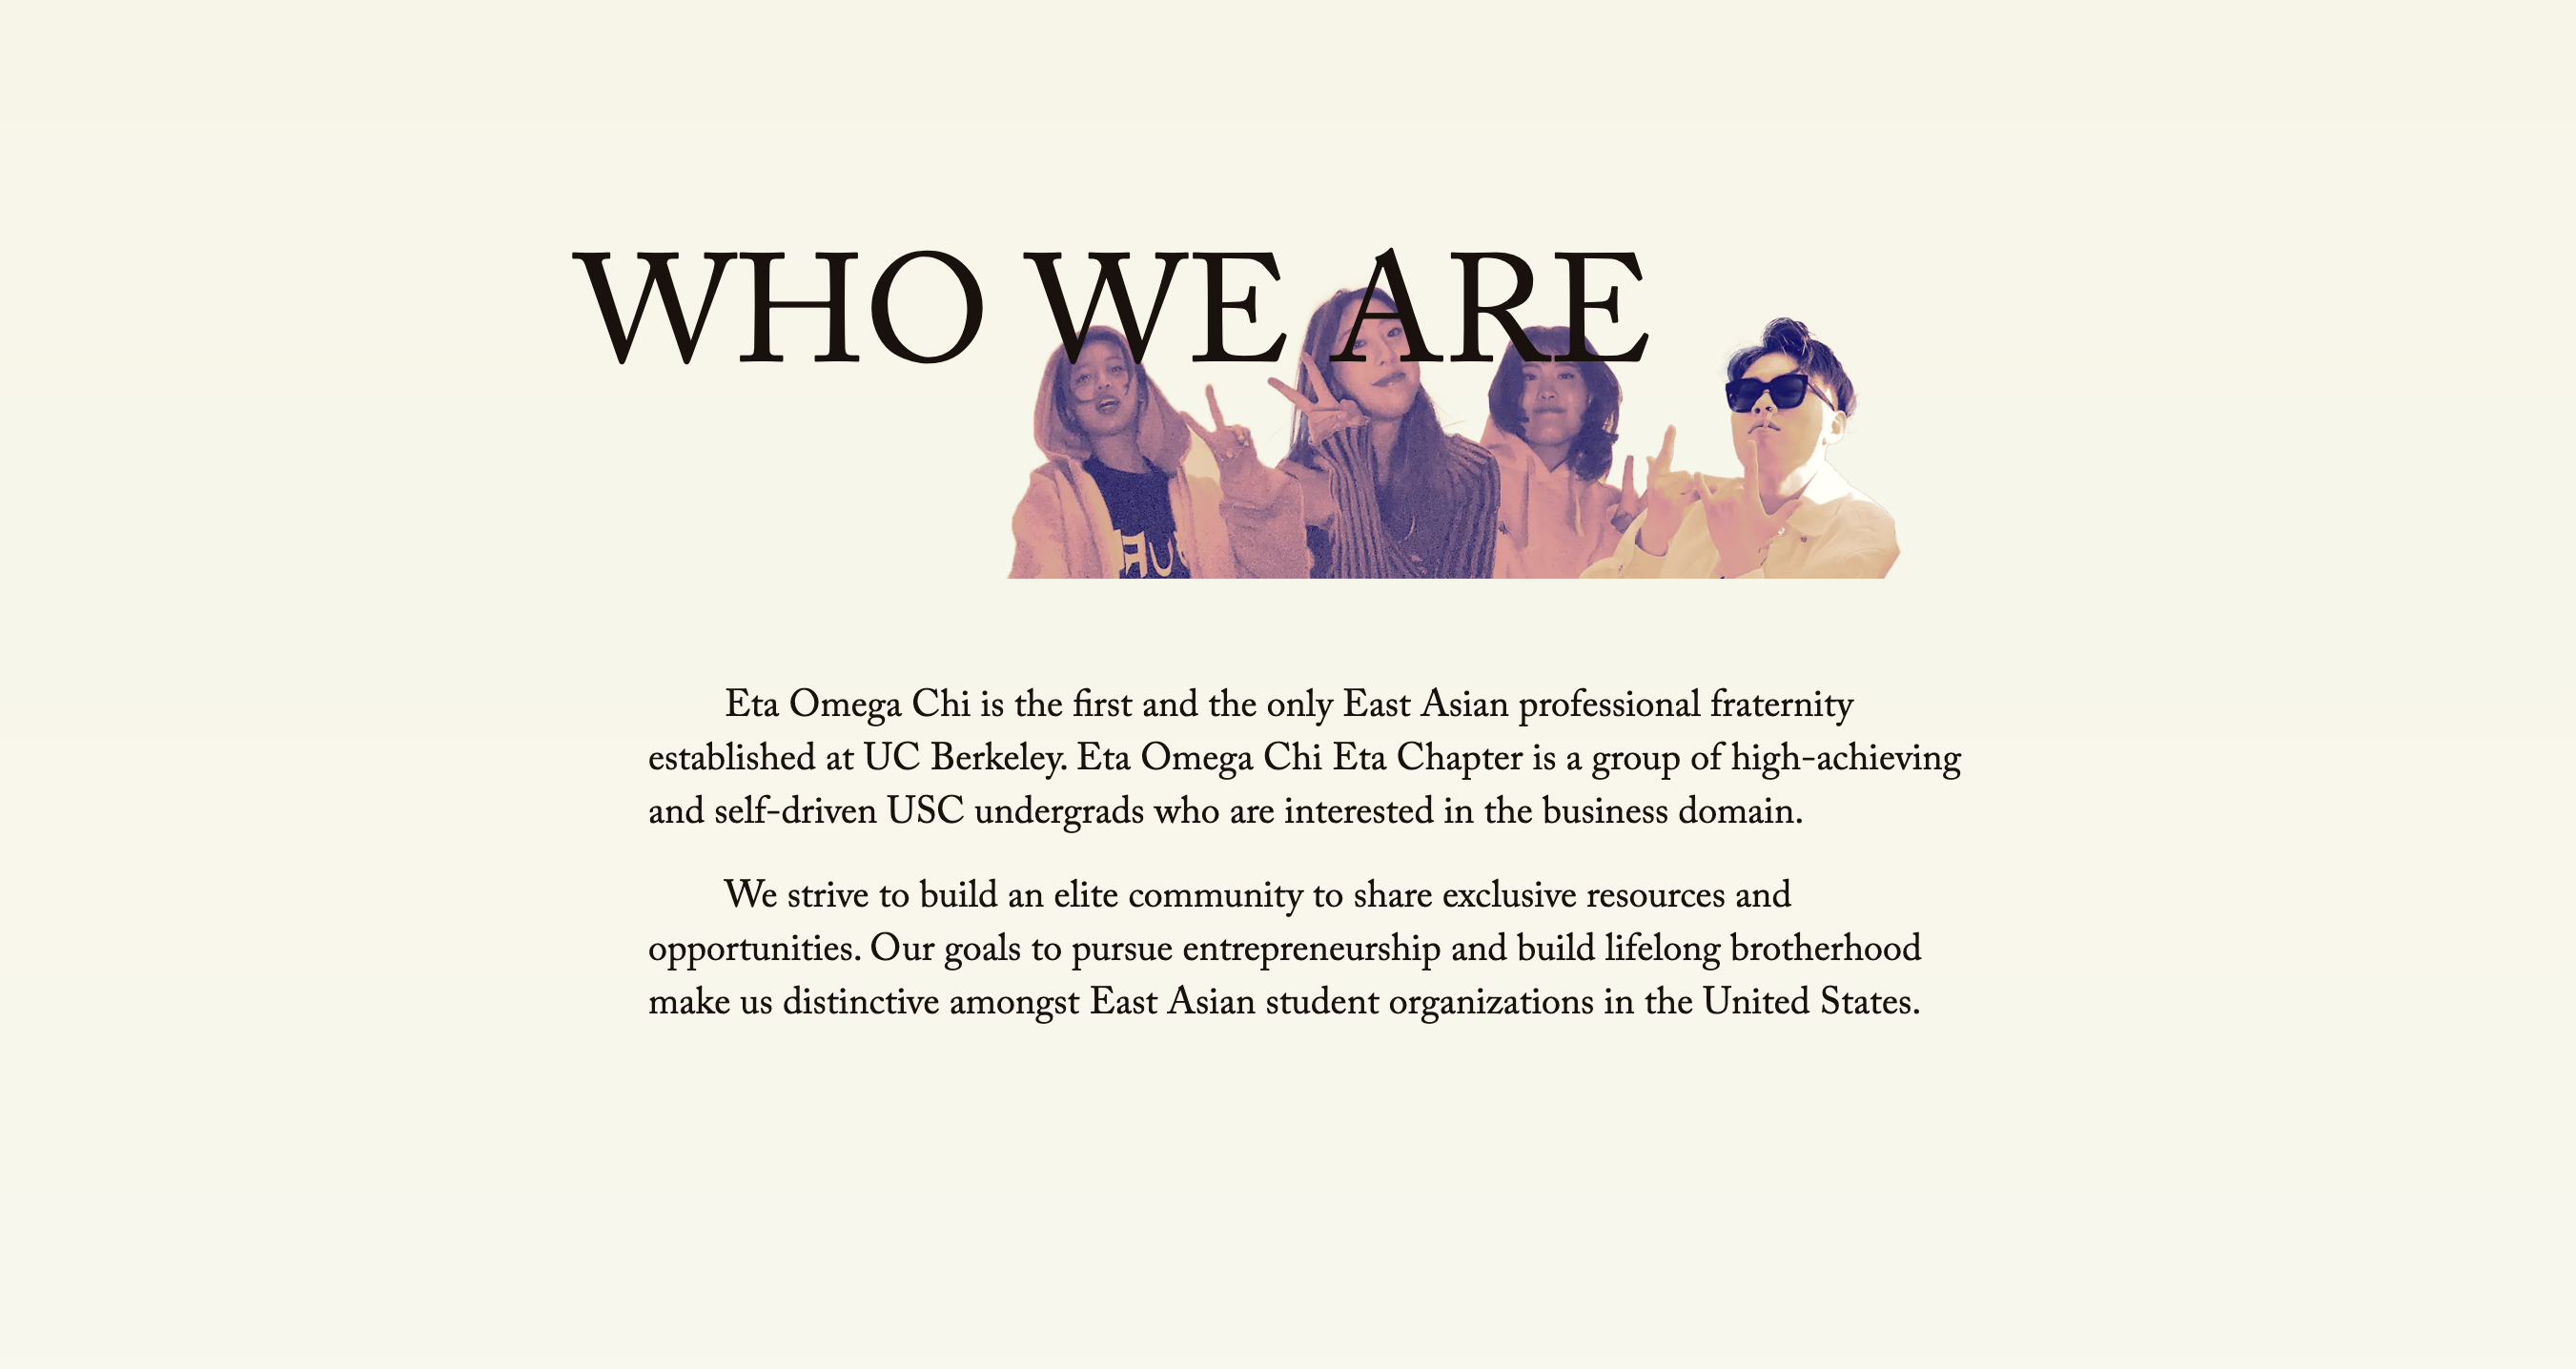 WHO WE ARE
Eta Omega Chi is the first and the only East Asian professional fraternity
established at UC Berkeley. Eta Omega Chi Eta Chapter is a group of high-achieving
and self-driven USC undergrads who are interested in the business domain.
We strive to build an elite community to share exclusive resources and
opportunities. Our goals to pursue entrepreneurship and build lifelong brotherhood
make us distinctive amongst East Asian student organizations in the United States.